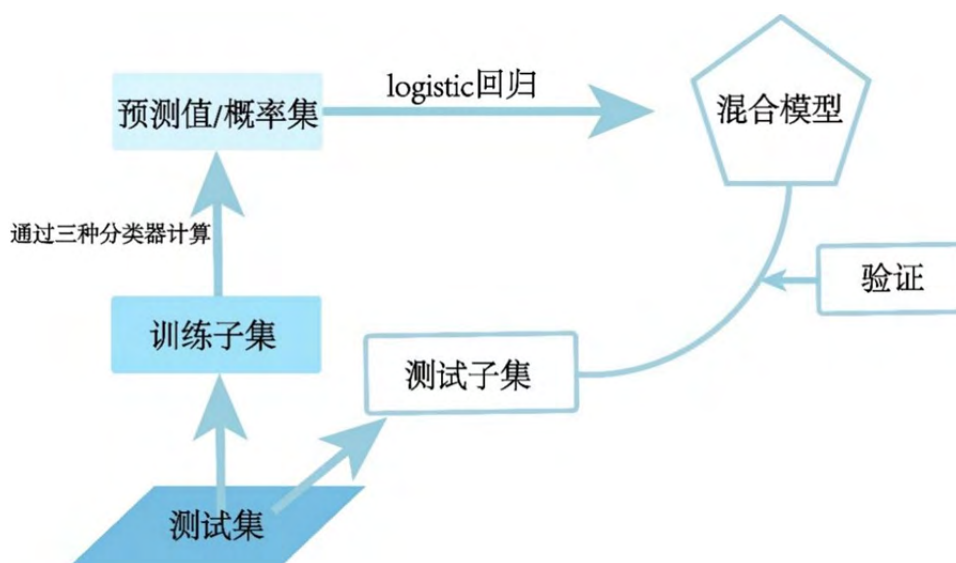 logistic回归
预测值/概率集
混合模型
通过三种分类器计算
验证
训练子集
测试子集
测试集